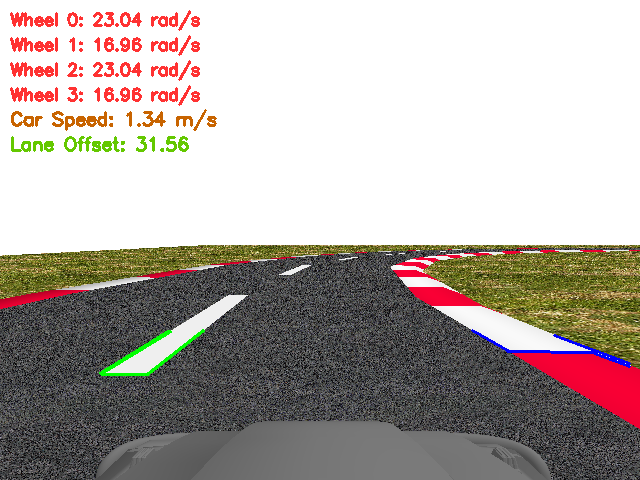 Wheel 0: 23.04 rad/s
Wheel 1: 16.96 rad/s
Wheel 2: 23.04 rad/s
Wheel 3: 16.96 rad/s
Car Speed: 1.34 m/s
Lane Offset: 31.56